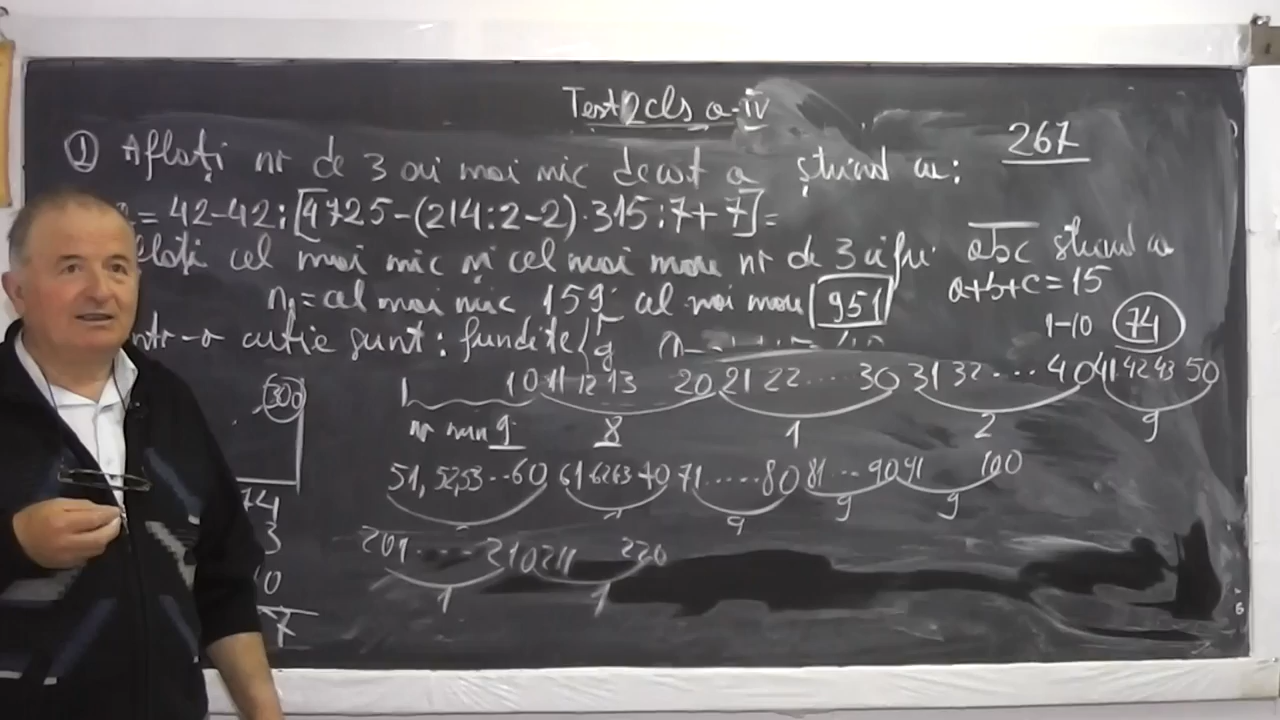 Test 2 cls a-IV
267
① Aflați nr de 3 ori mai mic decât a știind că:
= 42-42:[4725-(214:2-2)·315:7+7]=
cel mai mic și cel mai mare nr de 3 cifre abc știind că
a+b+c=15
n₁=cel mai mic 159 cel mai mare 951
1-10 74
ntr-o cutie sunt: fundițe
300
1 10 11 12 13 20 21 22.....30 31 32.....40 41 42 43 50
nr 9 8 1 2 9
51, 52, 53...60 61 62 63 70 71......80 81...90 91 100
9 9 9
201.....210 211 220
1 1
74
3
0
7